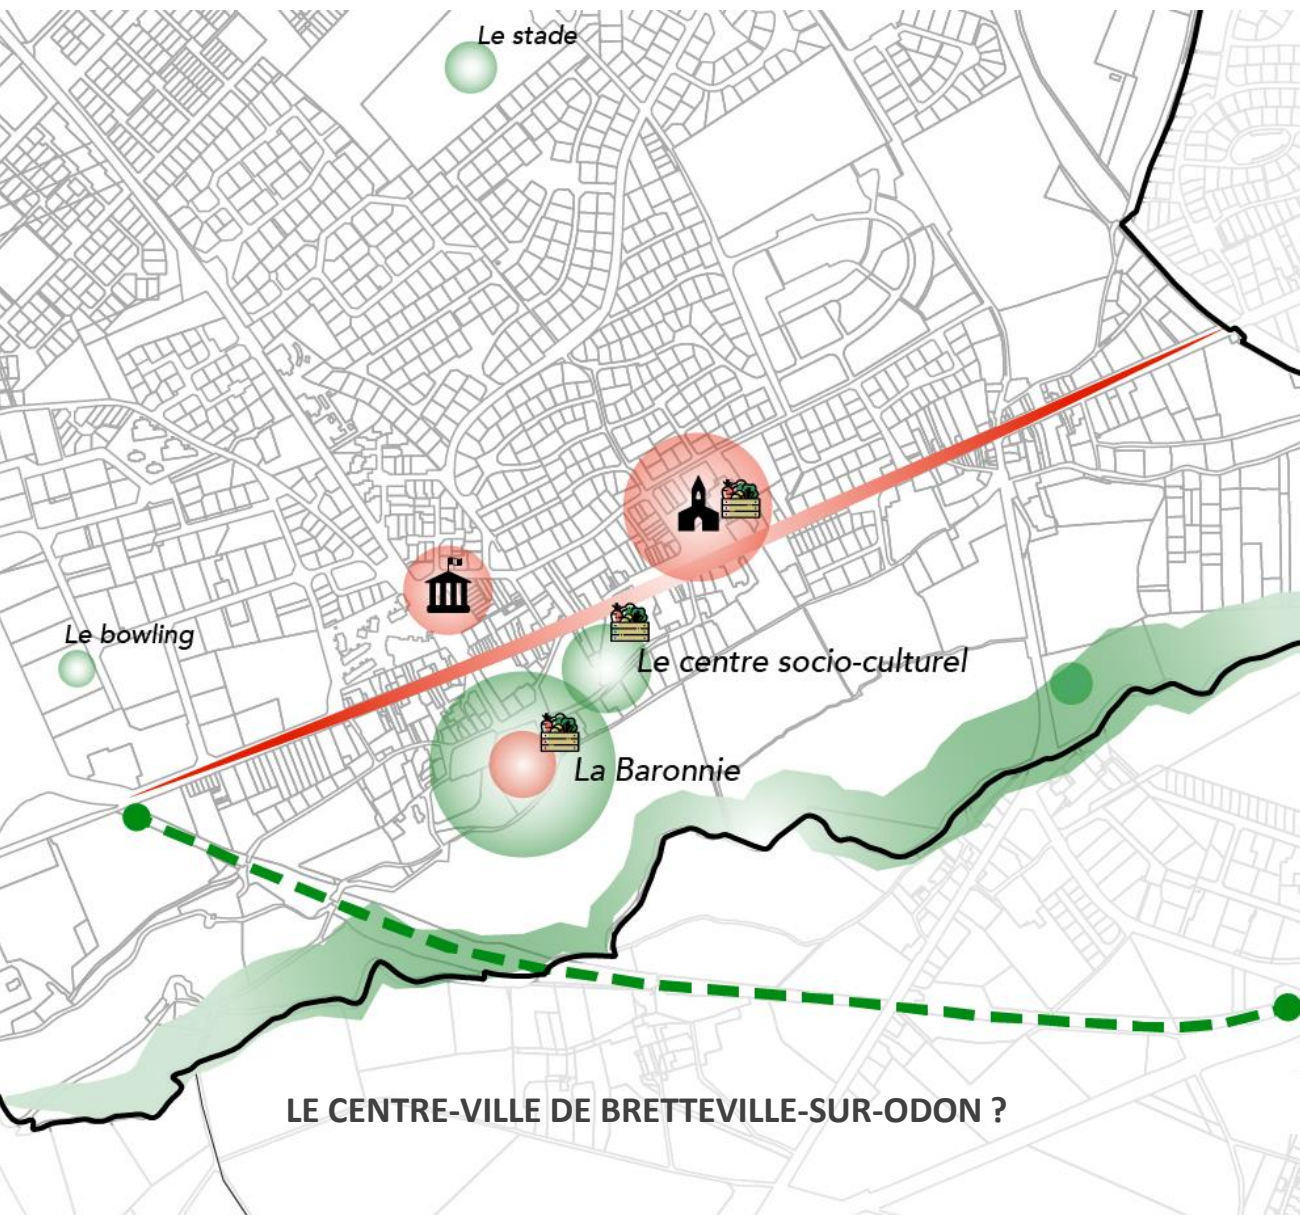 Le stade
Le bowling
Le centre socio-culturel
La Baronnie
LE CENTRE-VILLE DE BRETTEVILLE-SUR-ODON ?